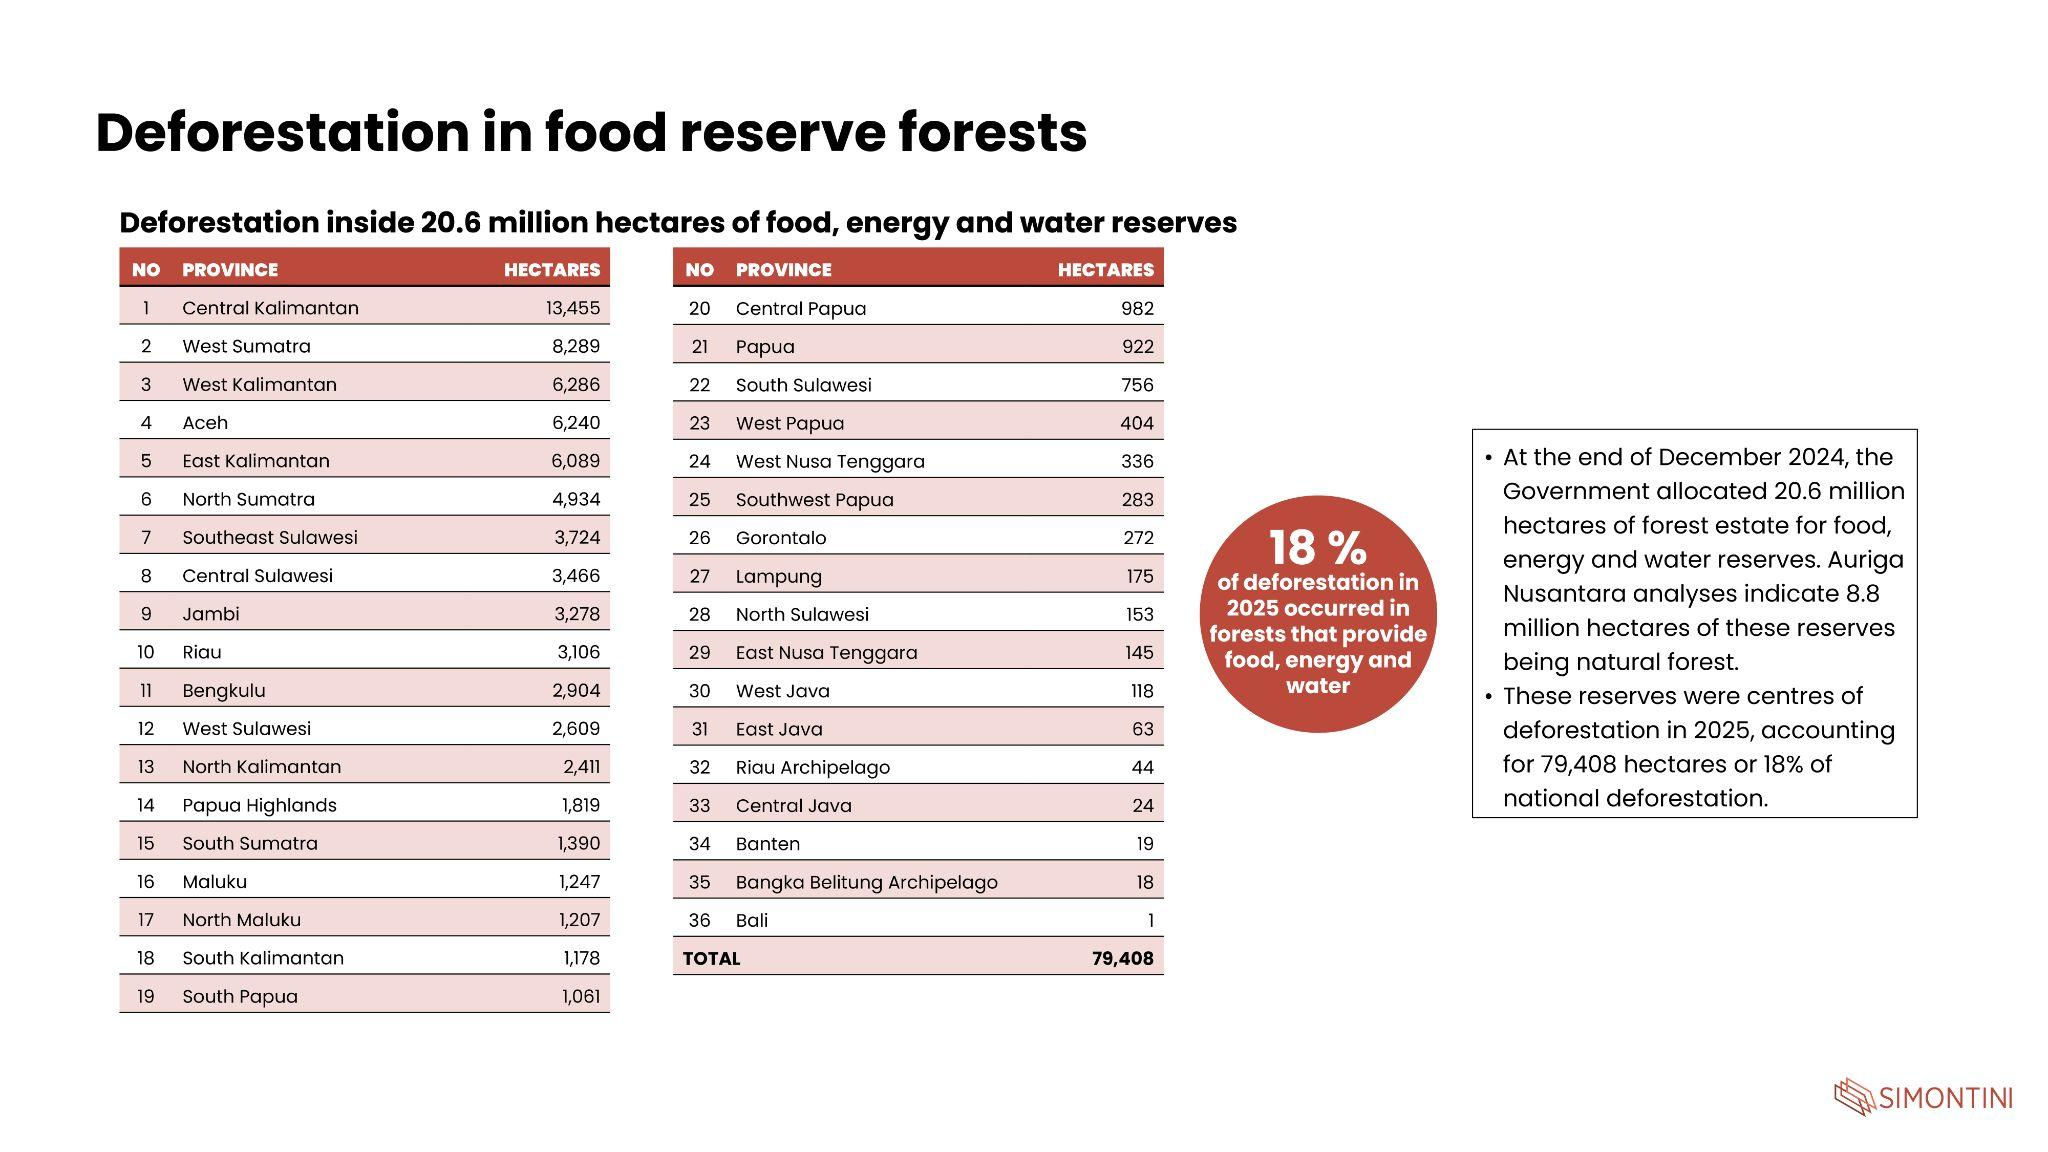 Deforestation in food reserve forests
Deforestation inside 20.6 million hectares of food, energy and water reserves
NO PROVINCE HECTARES
1 Central Kalimantan 13,455
2 West Sumatra 8,289
3 West Kalimantan 6,286
4 Aceh 6,240
5 East Kalimantan 6,089
6 North Sumatra 4,934
7 Southeast Sulawesi 3,724
8 Central Sulawesi 3,466
9 Jambi 3,278
10 Riau 3,106
11 Bengkulu 2,904
12 West Sulawesi 2,609
13 North Kalimantan 2,411
14 Papua Highlands 1,819
15 South Sumatra 1,390
16 Maluku 1,247
17 North Maluku 1,207
18 South Kalimantan 1,178
19 South Papua 1,061
NO PROVINCE HECTARES
20 Central Papua 982
21 Papua 922
22 South Sulawesi 756
23 West Papua 404
24 West Nusa Tenggara 336
25 Southwest Papua 283
26 Gorontalo 272
27 Lampung 175
28 North Sulawesi 153
29 East Nusa Tenggara 145
30 West Java 118
31 East Java 63
32 Riau Archipelago 44
33 Central Java 24
34 Banten 19
35 Bangka Belitung Archipelago 18
36 Bali 1
TOTAL 79,408
18 %
of deforestation in
2025 occurred in
forests that provide
food, energy and
water
• At the end of December 2024, the
Government allocated 20.6 million
hectares of forest estate for food,
energy and water reserves. Auriga
Nusantara analyses indicate 8.8
million hectares of these reserves
being natural forest.
• These reserves were centres of
deforestation in 2025, accounting
for 79,408 hectares or 18% of
national deforestation.
SIMONTINI